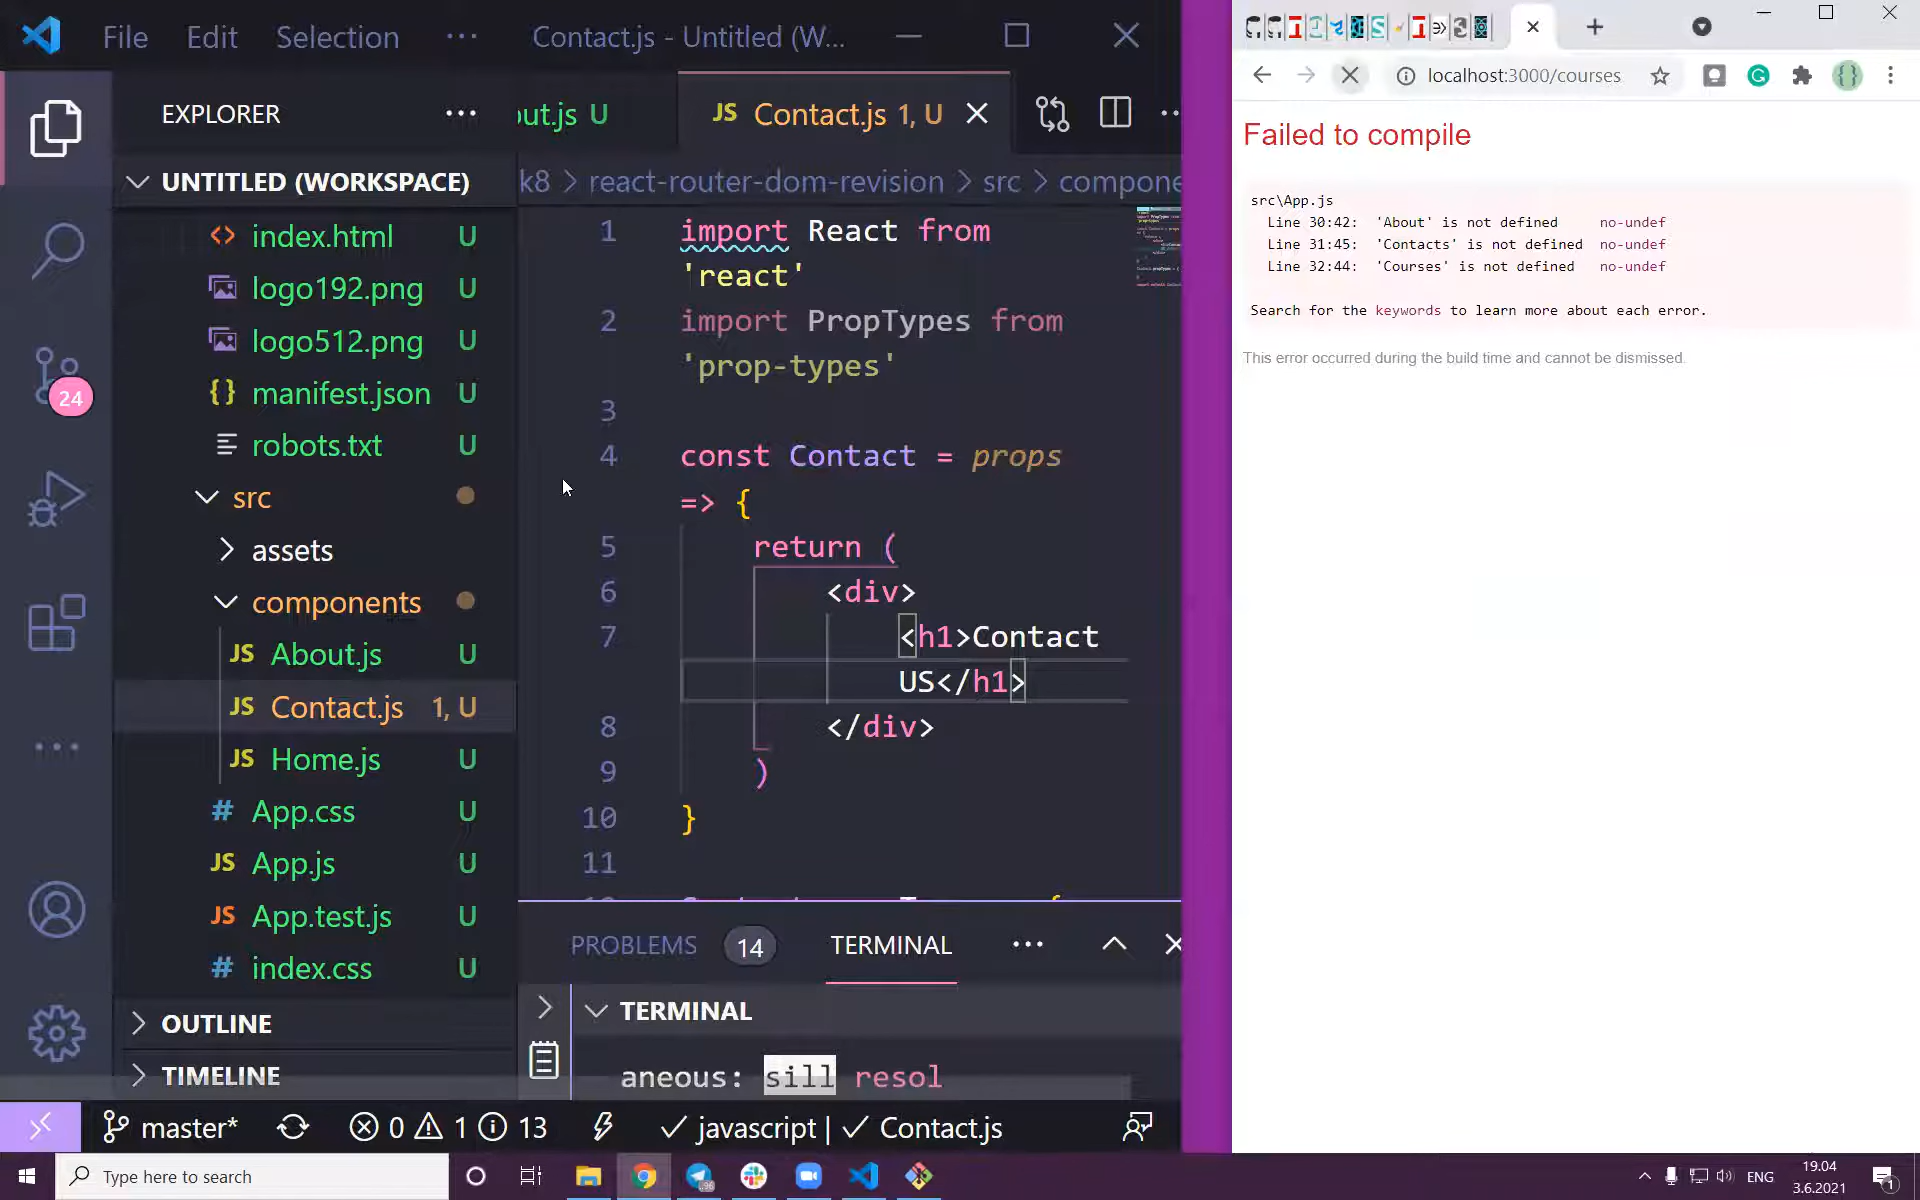 File Edit Selection ··· Contact.js - Untitled (W...
EXPLORER ···
UNTITLED (WORKSPACE)
index.html U
logo192.png U
logo512.png U
manifest.json U
robots.txt U
src
assets
components
JS About.js U
JS Contact.js 1, U
JS Home.js U
# App.css U
JS App.js U
JS App.test.js U
# index.css U
OUTLINE
TIMELINE
24
out.js U
JS Contact.js 1, U
k8 > react-router-dom-revision > src > compone
1 import React from
'react'
2 import PropTypes from
'prop-types'
3
4 const Contact = props
=> {
5 return (
6 <div>
7 <h1>Contact
US</h1>
8 </div>
9 )
10 }
11
PROBLEMS 14 TERMINAL ···
TERMINAL
aneous: sill resol
master* 0 1 13 javascript | Contact.js
localhost:3000/courses
Failed to compile
src\App.js
Line 30:42: 'About' is not defined no-undef
Line 31:45: 'Contacts' is not defined no-undef
Line 32:44: 'Courses' is not defined no-undef
Search for the keywords to learn more about each error.
This error occurred during the build time and cannot be dismissed.
Type here to search
ENG
19.04
3.6.2021
1